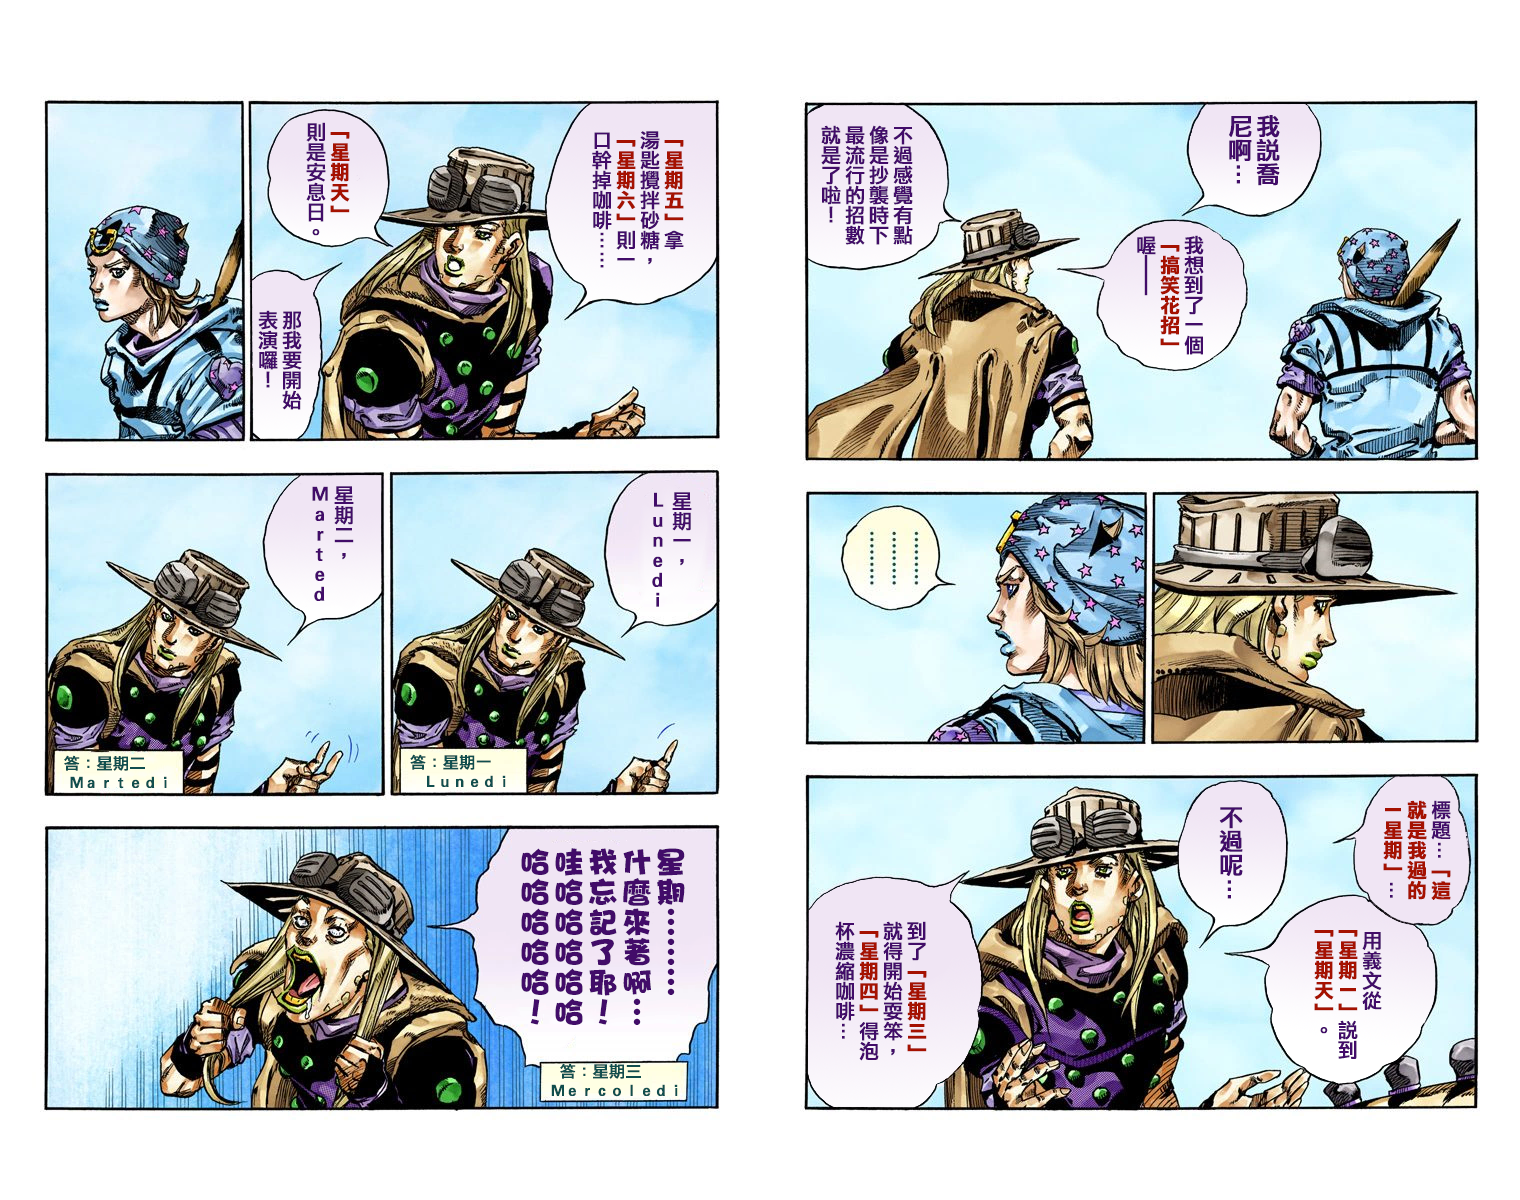 我說喬
尼啊…
我想到了一個
「搞笑花招」
喔——
不過感覺有點
像是抄襲時下
最流行的招數
就是了啦！
………
………
………
標題…「這
就是我過的
一星期」…
用義文從
「星期一」說到
「星期天」。
不過呢…
到了「星期三」
就得開始耍笨，
「星期四」得泡
杯濃縮咖啡…
「星期五」拿
湯匙攪拌砂糖，
「星期六」則一
口幹掉咖啡……
「星期天」
則是安息日。
那我要開始
表演囉！
星期一，
Lunedi
答：星期一
Lunedi
星期二，
Marted
答：星期二
Martedi
星期………
什麼來著啊…
我忘記了耶！
哇哈哈哈哈哈
哈哈哈哈哈！
答：星期三
Mercoledi